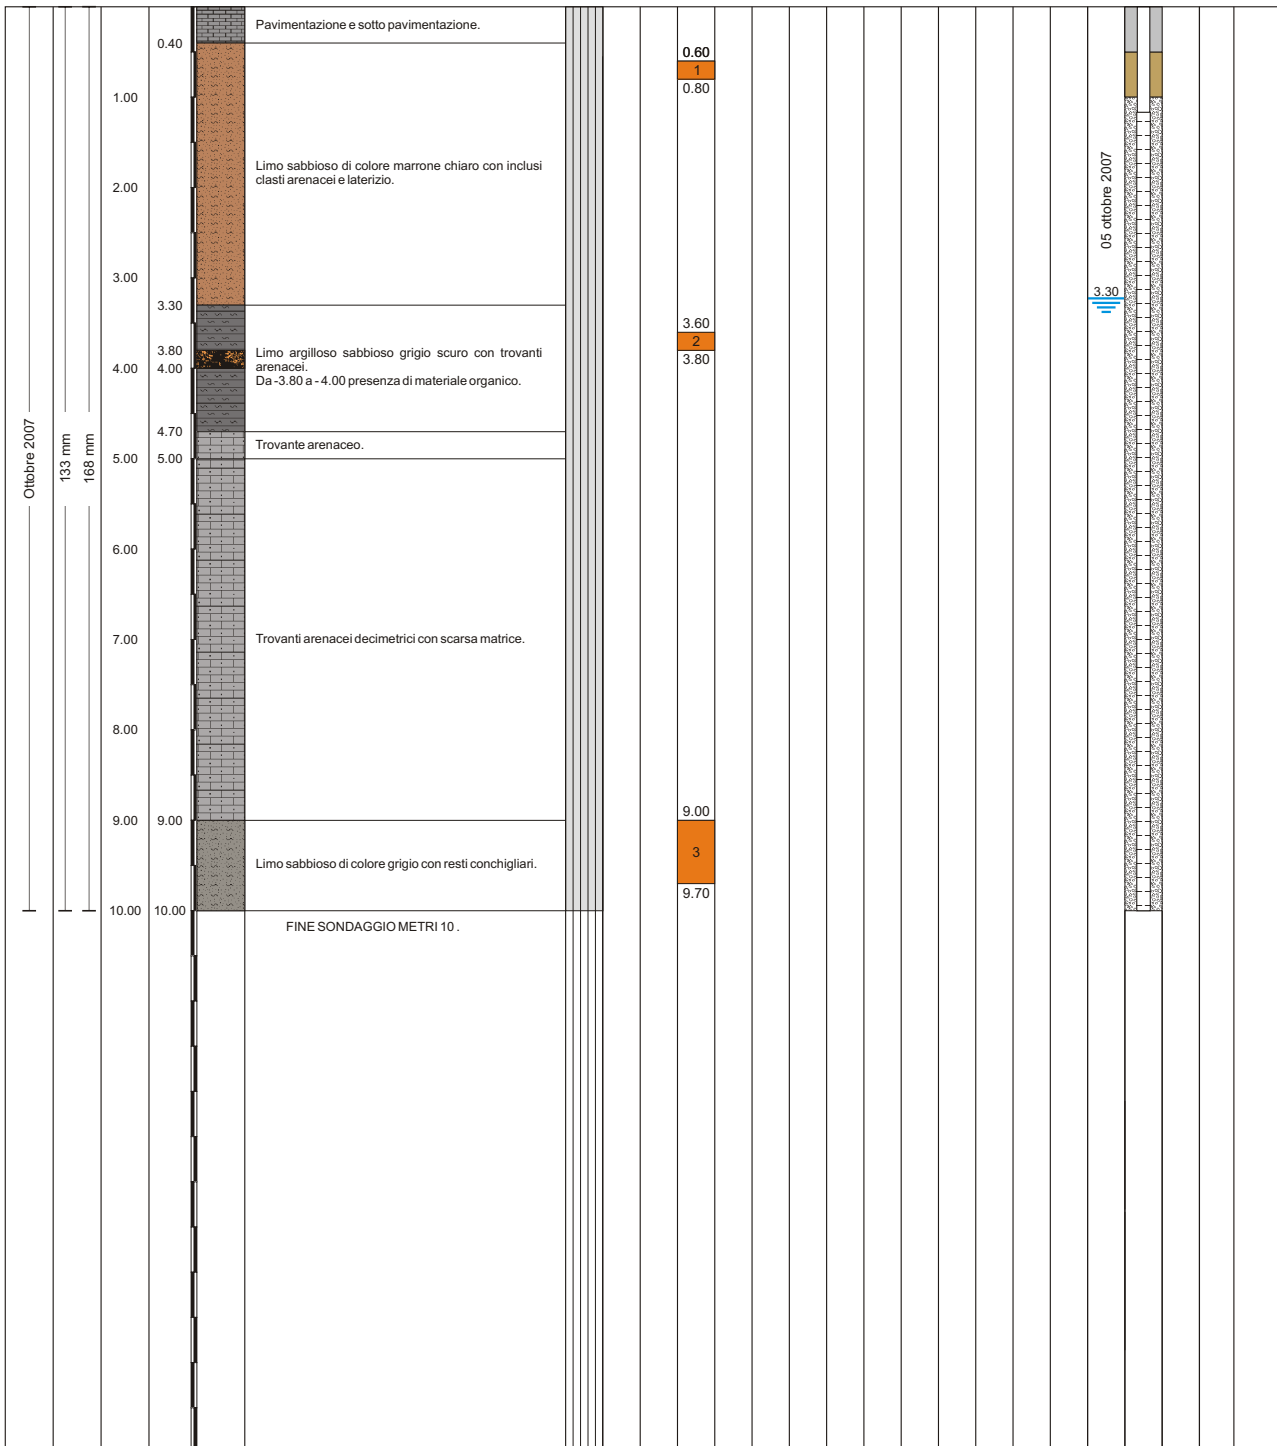 Pavimentazione e sotto pavimentazione.
0.40
0.60
1
0.80
1.00
Limo sabbioso di colore marrone chiaro con inclusi
clasti arenacei e laterizio.
2.00
05 ottobre 2007
3.00
3.30
3.30
3.60
2
3.80
3.80
4.00
4.00
Limo argilloso sabbioso grigio scuro con trovanti
arenacei.
Da -3.80 a - 4.00 presenza di materiale organico.
4.70
Trovante arenaceo.
5.00
5.00
Ottobre 2007
133 mm
168 mm
6.00
7.00
Trovanti arenacei decimetrici con scarsa matrice.
8.00
9.00
9.00
9.00
3
9.70
Limo sabbioso di colore grigio con resti conchigliari.
10.00
10.00
FINE SONDAGGIO METRI 10 .